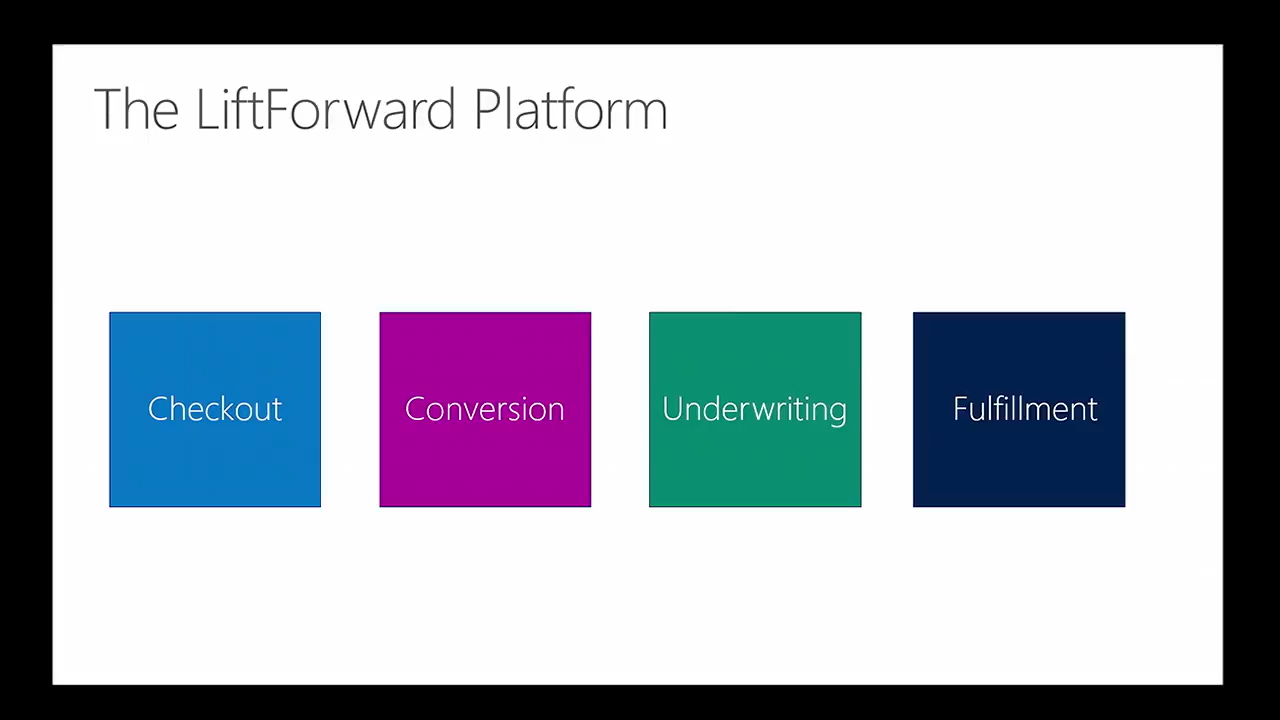 The LiftForward Platform
Checkout
Conversion
Underwriting
Fulfillment